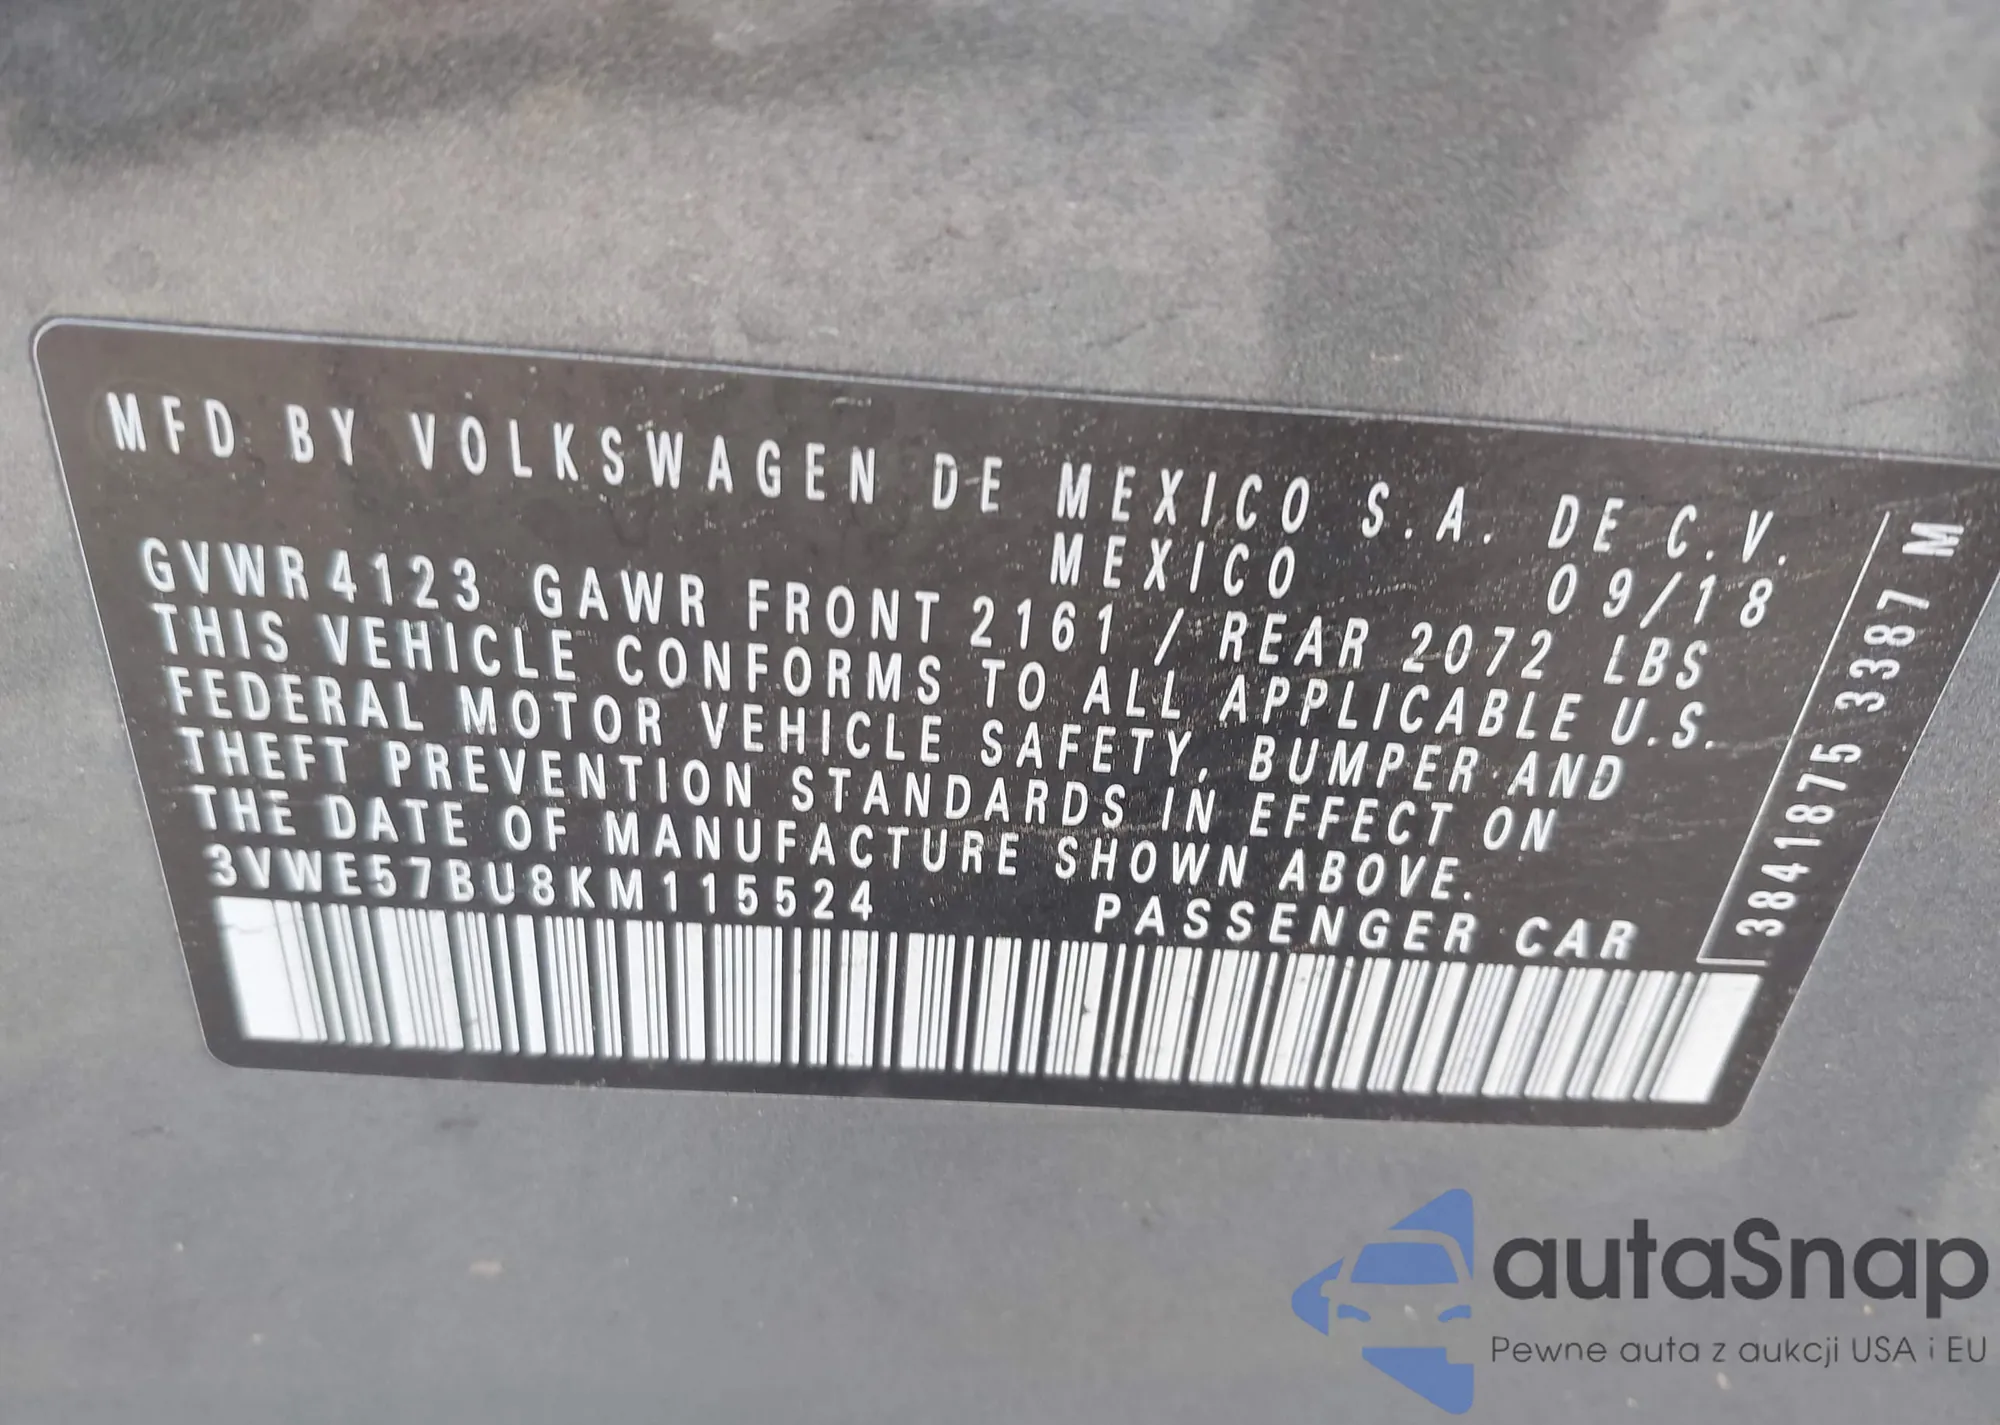 MFD BY VOLKSWAGEN DE MEXICO S.A. DE C.V.
MEXICO 09/18
GVWR 4123 GAWR FRONT 2161 / REAR 2072 LBS
THIS VEHICLE CONFORMS TO ALL APPLICABLE U.S.
FEDERAL MOTOR VEHICLE SAFETY, BUMPER AND
THEFT PREVENTION STANDARDS IN EFFECT ON
THE DATE OF MANUFACTURE SHOWN ABOVE.
3VWE57BU8KM115524 PASSENGER CAR
3841875 3387 M
autaSnap
Pewne auta z aukcji USA i EU